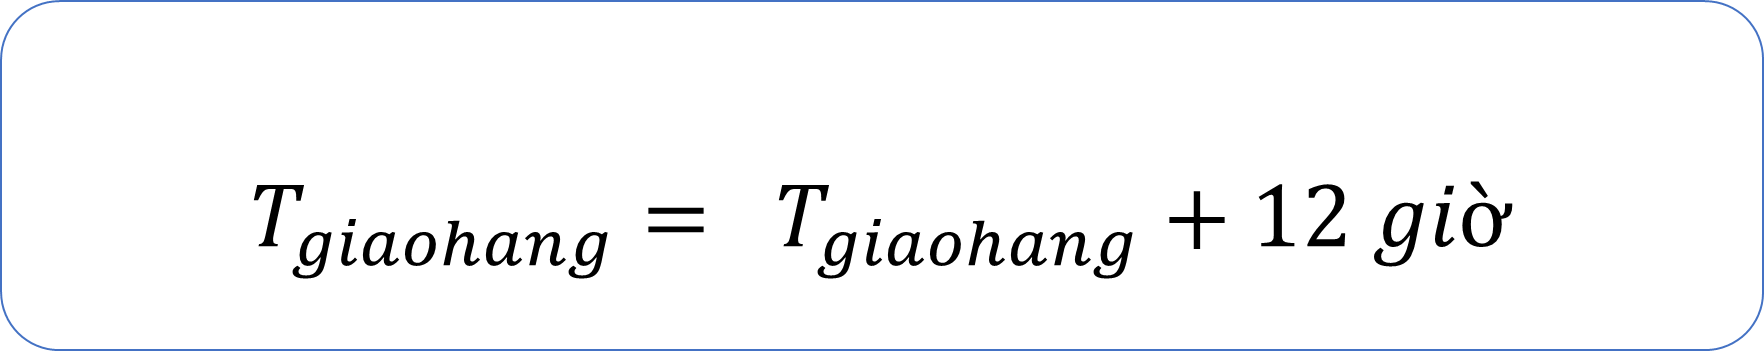 T_giaohang = T_giaohang + 12 giờ